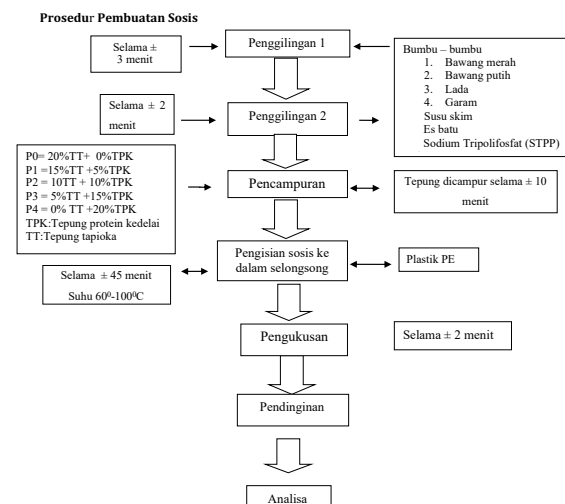 Prosedur Pembuatan Sosis
Selama ±
3 menit
Penggilingan 1
Bumbu – bumbu
1. Bawang merah
2. Bawang putih
3. Lada
4. Garam
Susu skim
Es batu
Sodium Tripolifosfat (STPP)
Selama ± 2
menit
Penggilingan 2
P0= 20%TT+ 0%TPK
P1 =15%TT +5%TPK
P2 = 10TT + 10%TPK
P3 = 5%TT +15%TPK
P4 = 0% TT +20%TPK
TPK:Tepung protein kedelai
TT:Tepung tapioka
Pencampuran
Tepung dicampur selama ± 10
menit
Pengisian sosis ke
dalam selongsong
Plastik PE
Selama ± 45 menit
Suhu 60⁰-100⁰C
Pengukusan
Selama ± 2 menit
Pendinginan
Analisa